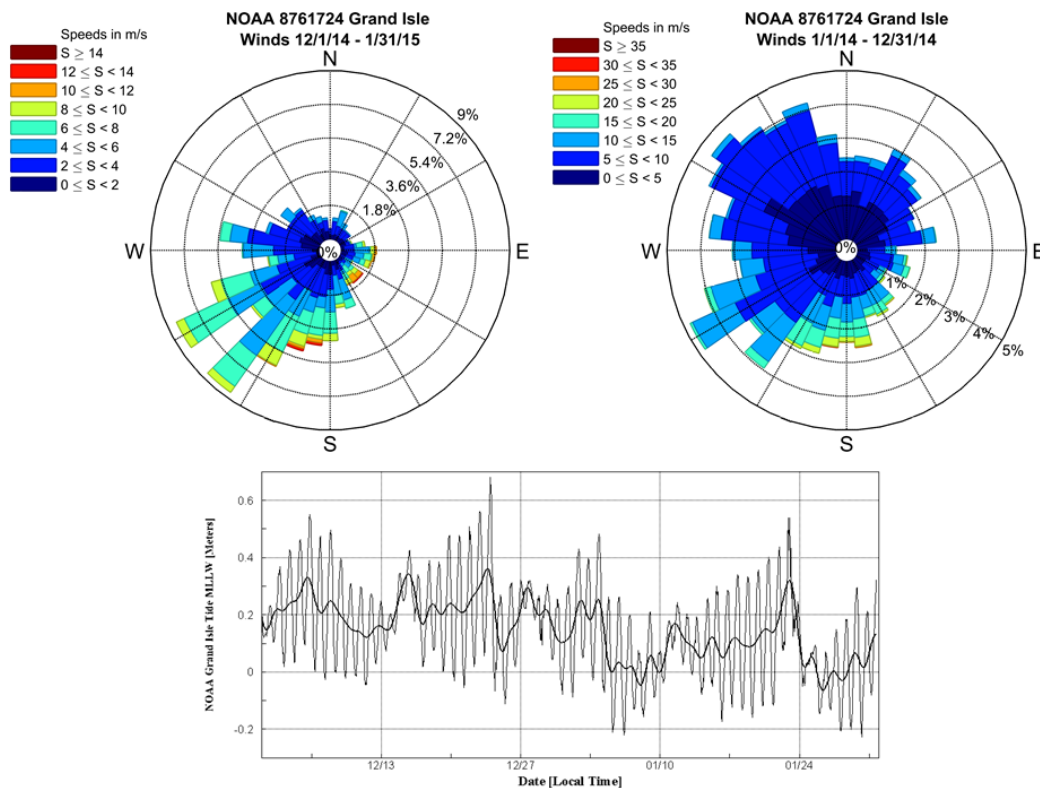 NOAA 8761724 Grand Isle
Winds 12/1/14 - 1/31/15
Speeds in m/s
S ≥ 14
12 ≤ S < 14
10 ≤ S < 12
8 ≤ S < 10
6 ≤ S < 8
4 ≤ S < 6
2 ≤ S < 4
0 ≤ S < 2
N
9%
7.2%
5.4%
3.6%
1.8%
0%
W
E
S
NOAA 8761724 Grand Isle
Winds 1/1/14 - 12/31/14
Speeds in m/s
S ≥ 35
30 ≤ S < 35
25 ≤ S < 30
20 ≤ S < 25
15 ≤ S < 20
10 ≤ S < 15
5 ≤ S < 10
0 ≤ S < 5
N
W
0%
E
1%
2%
3%
4%
5%
S
NOAA Grand Isle Tide MLLW [Meters]
0.6
0.4
0.2
0
-0.2
12/13
12/27
01/10
01/24
Date [Local Time]